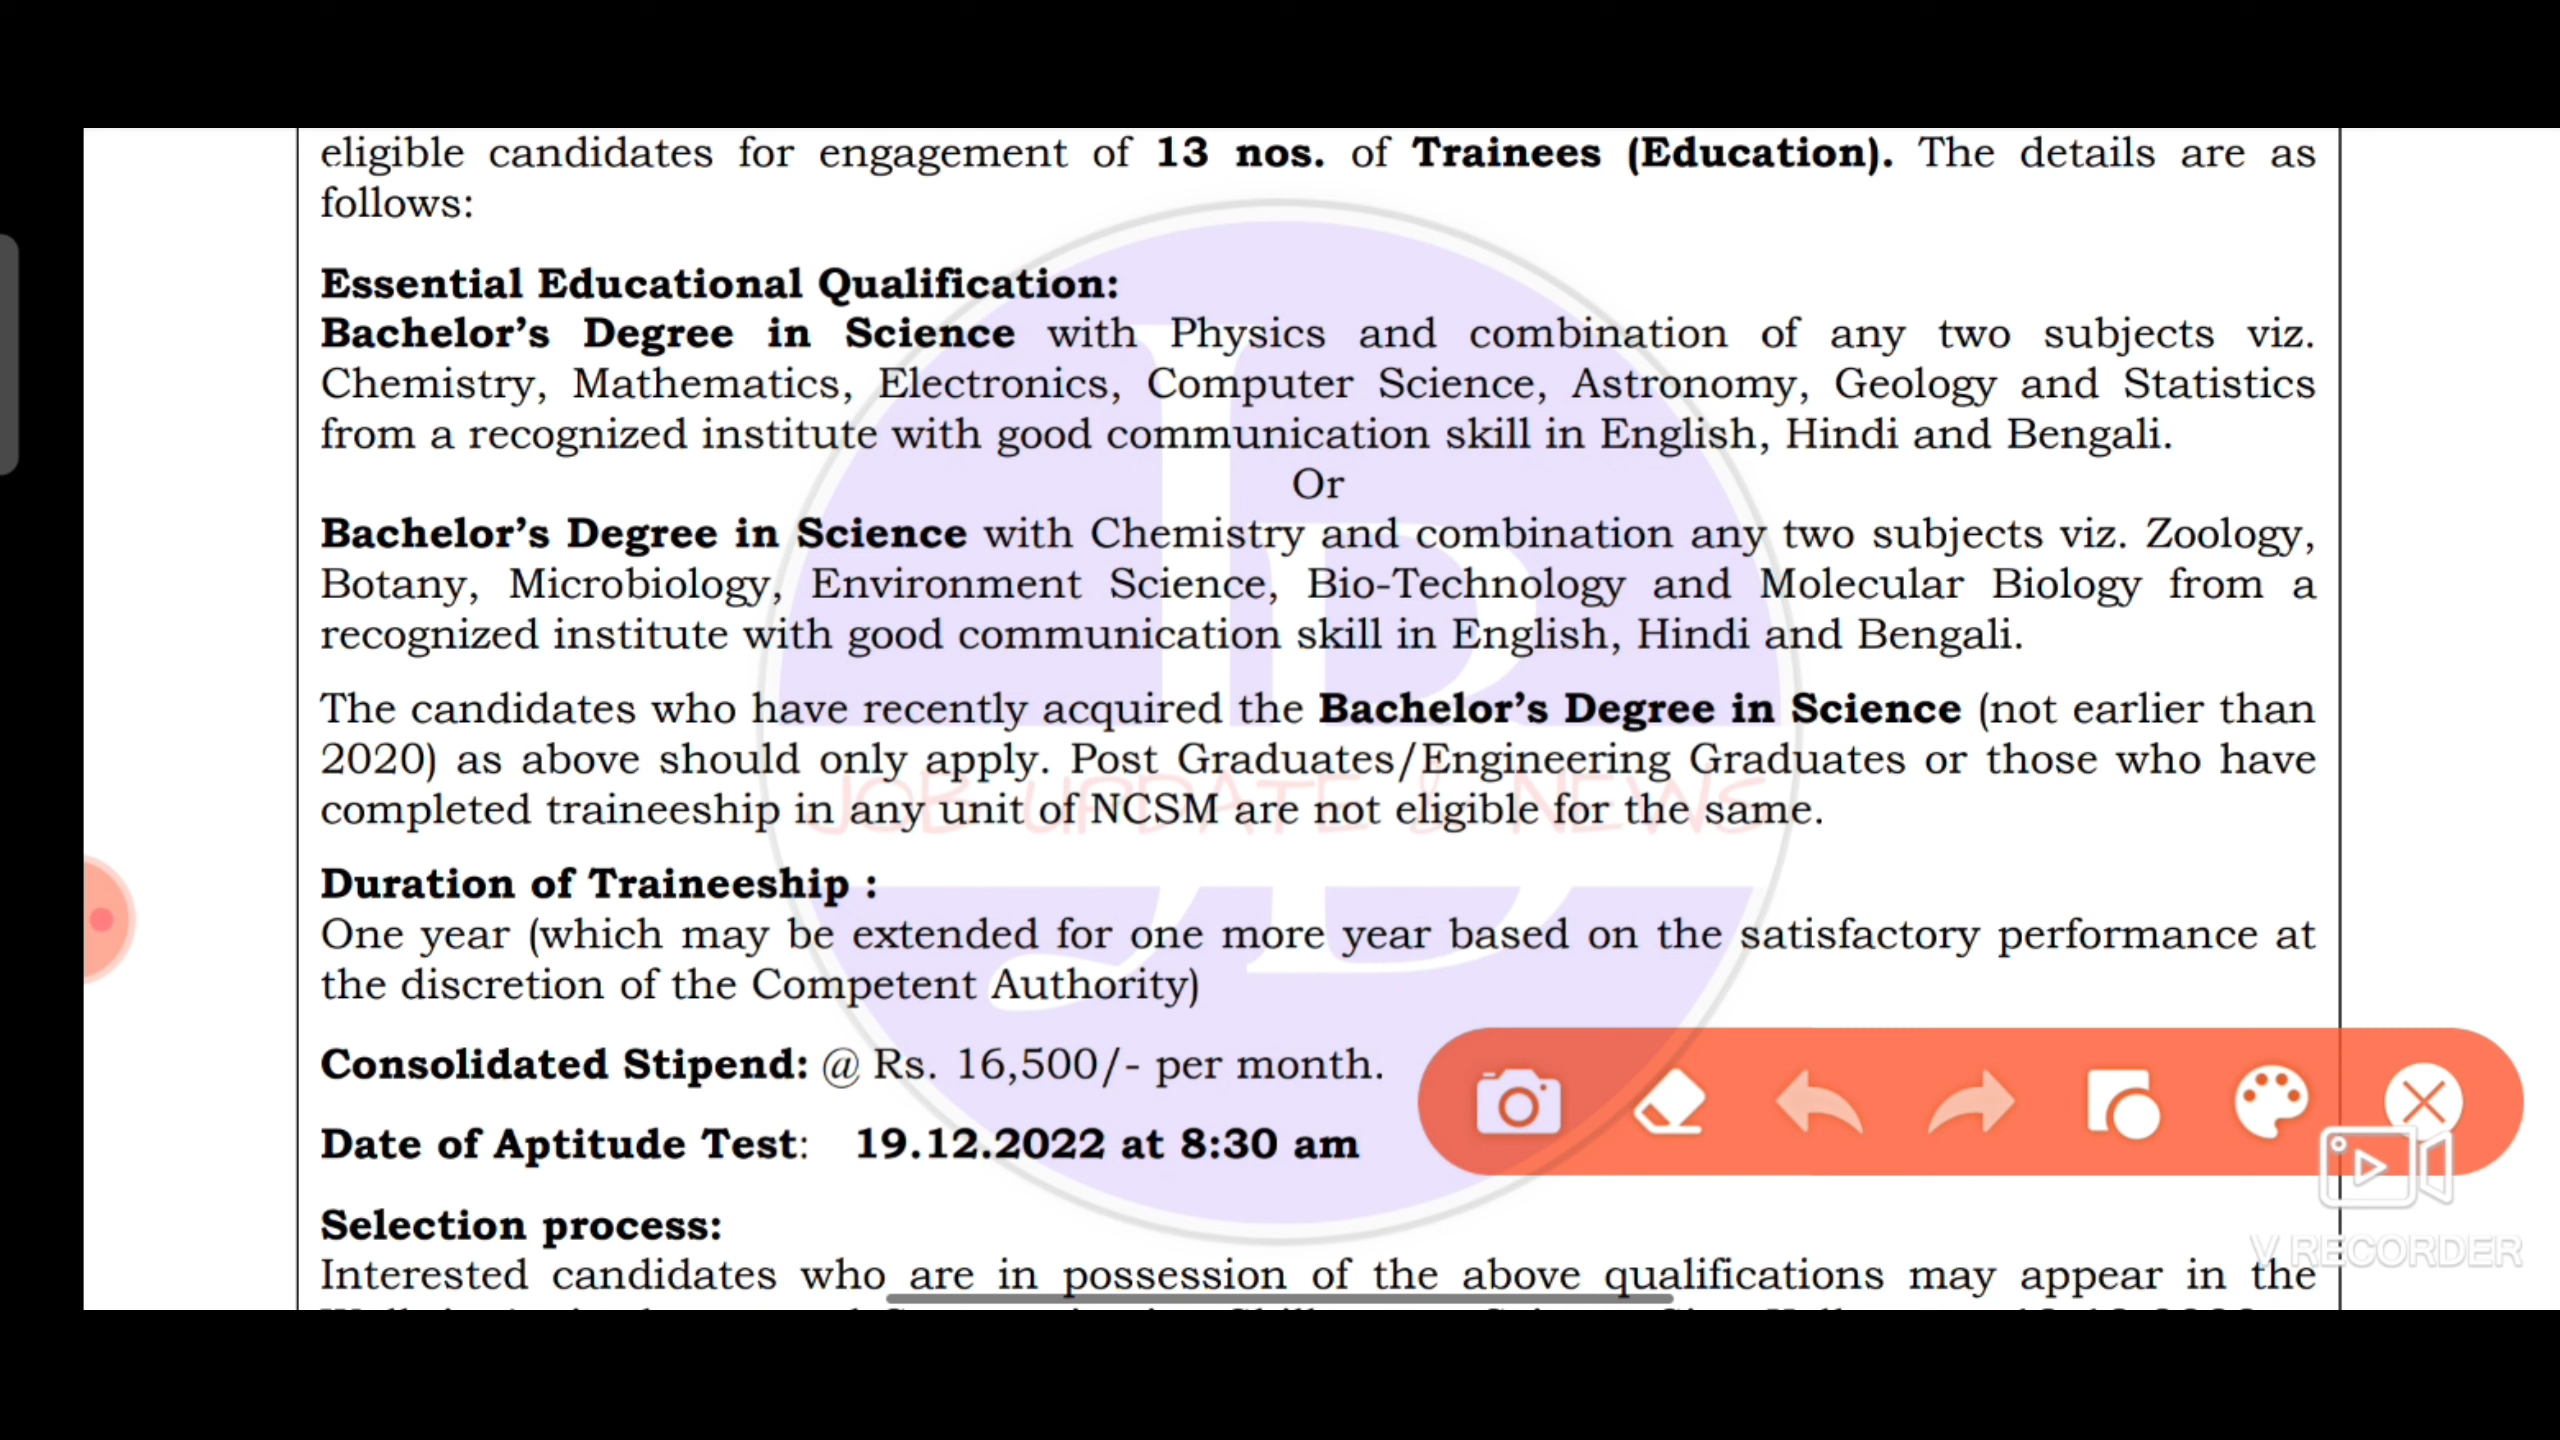 eligible candidates for engagement of 13 nos. of Trainees (Education). The details are as
follows:
Essential Educational Qualification:
Bachelor’s Degree in Science with Physics and combination of any two subjects viz.
Chemistry, Mathematics, Electronics, Computer Science, Astronomy, Geology and Statistics
from a recognized institute with good communication skill in English, Hindi and Bengali.
Or
Bachelor’s Degree in Science with Chemistry and combination any two subjects viz. Zoology,
Botany, Microbiology, Environment Science, Bio-Technology and Molecular Biology from a
recognized institute with good communication skill in English, Hindi and Bengali.
The candidates who have recently acquired the Bachelor’s Degree in Science (not earlier than
2020) as above should only apply. Post Graduates/Engineering Graduates or those who have
completed traineeship in any unit of NCSM are not eligible for the same.
JOB UPDATE & NEWS
Duration of Traineeship :
One year (which may be extended for one more year based on the satisfactory performance at
the discretion of the Competent Authority)
Consolidated Stipend: @ Rs. 16,500/- per month.
Date of Aptitude Test: 19.12.2022 at 8:30 am
Selection process:
V RECORDER
Interested candidates who are in possession of the above qualifications may appear in the